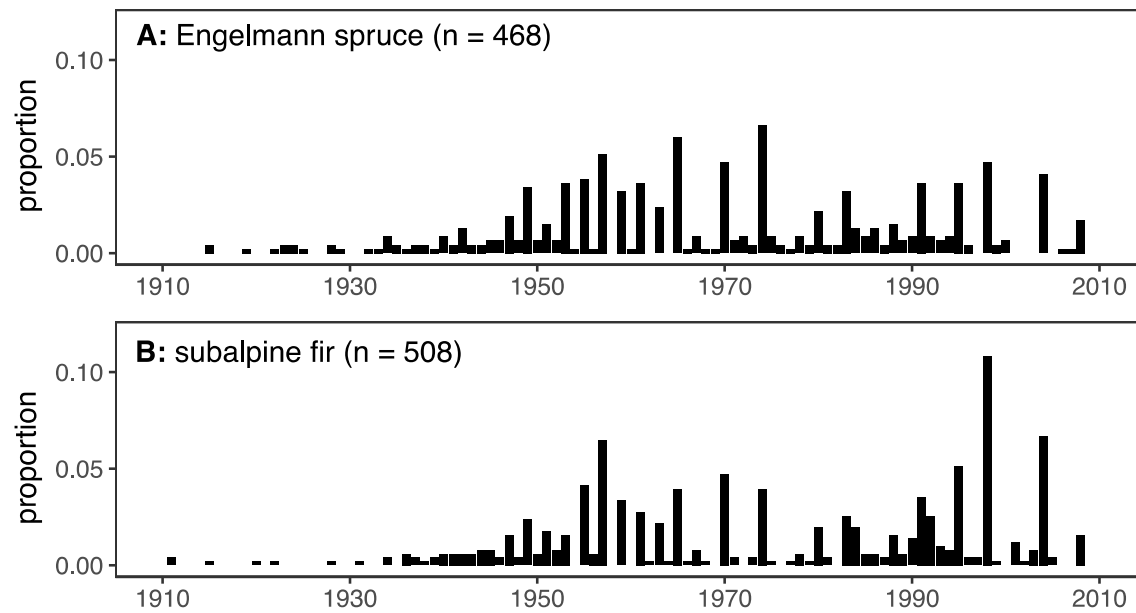 A: Engelmann spruce (n = 468)
proportion
0.10
0.05
0.00
1910 1930 1950 1970 1990 2010
B: subalpine fir (n = 508)
proportion
0.10
0.05
0.00
1910 1930 1950 1970 1990 2010